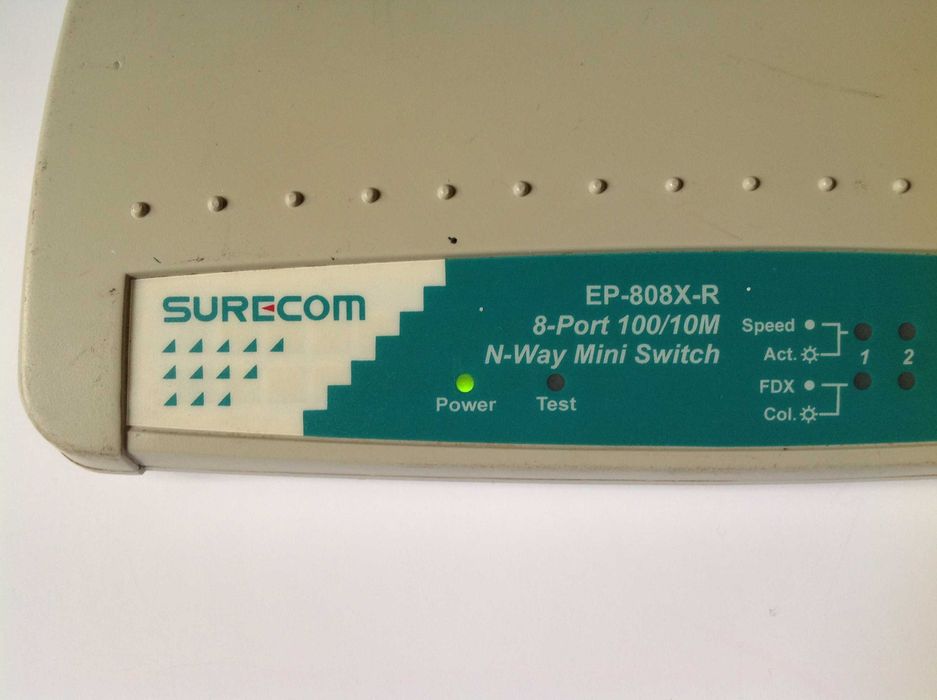 SURECOM
EP-808X-R
8-Port 100/10M
N-Way Mini Switch
Power
Test
Speed
Act.
FDX
Col.
1
2